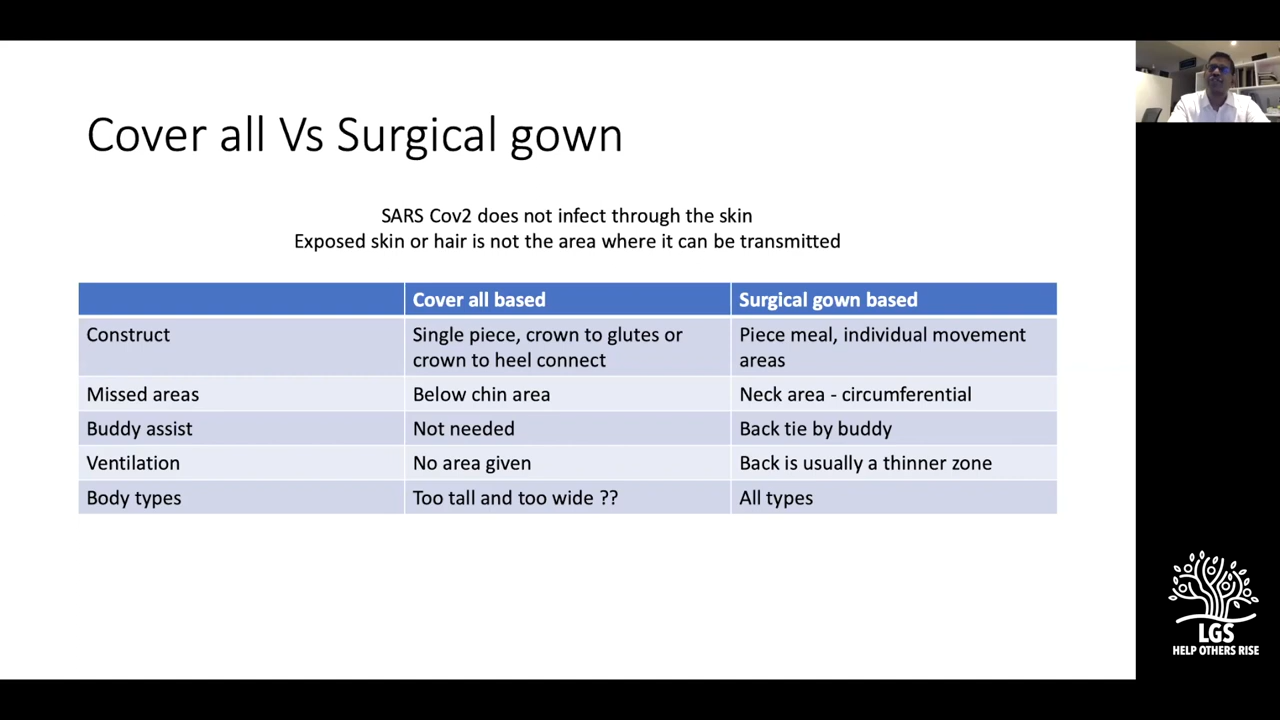 Cover all Vs Surgical gown
SARS Cov2 does not infect through the skin
Exposed skin or hair is not the area where it can be transmitted
Cover all based
Surgical gown based
Construct
Single piece, crown to glutes or
crown to heel connect
Piece meal, individual movement
areas
Missed areas
Below chin area
Neck area - circumferential
Buddy assist
Not needed
Back tie by buddy
Ventilation
No area given
Back is usually a thinner zone
Body types
Too tall and too wide ??
All types
LGS
HELP OTHERS RISE